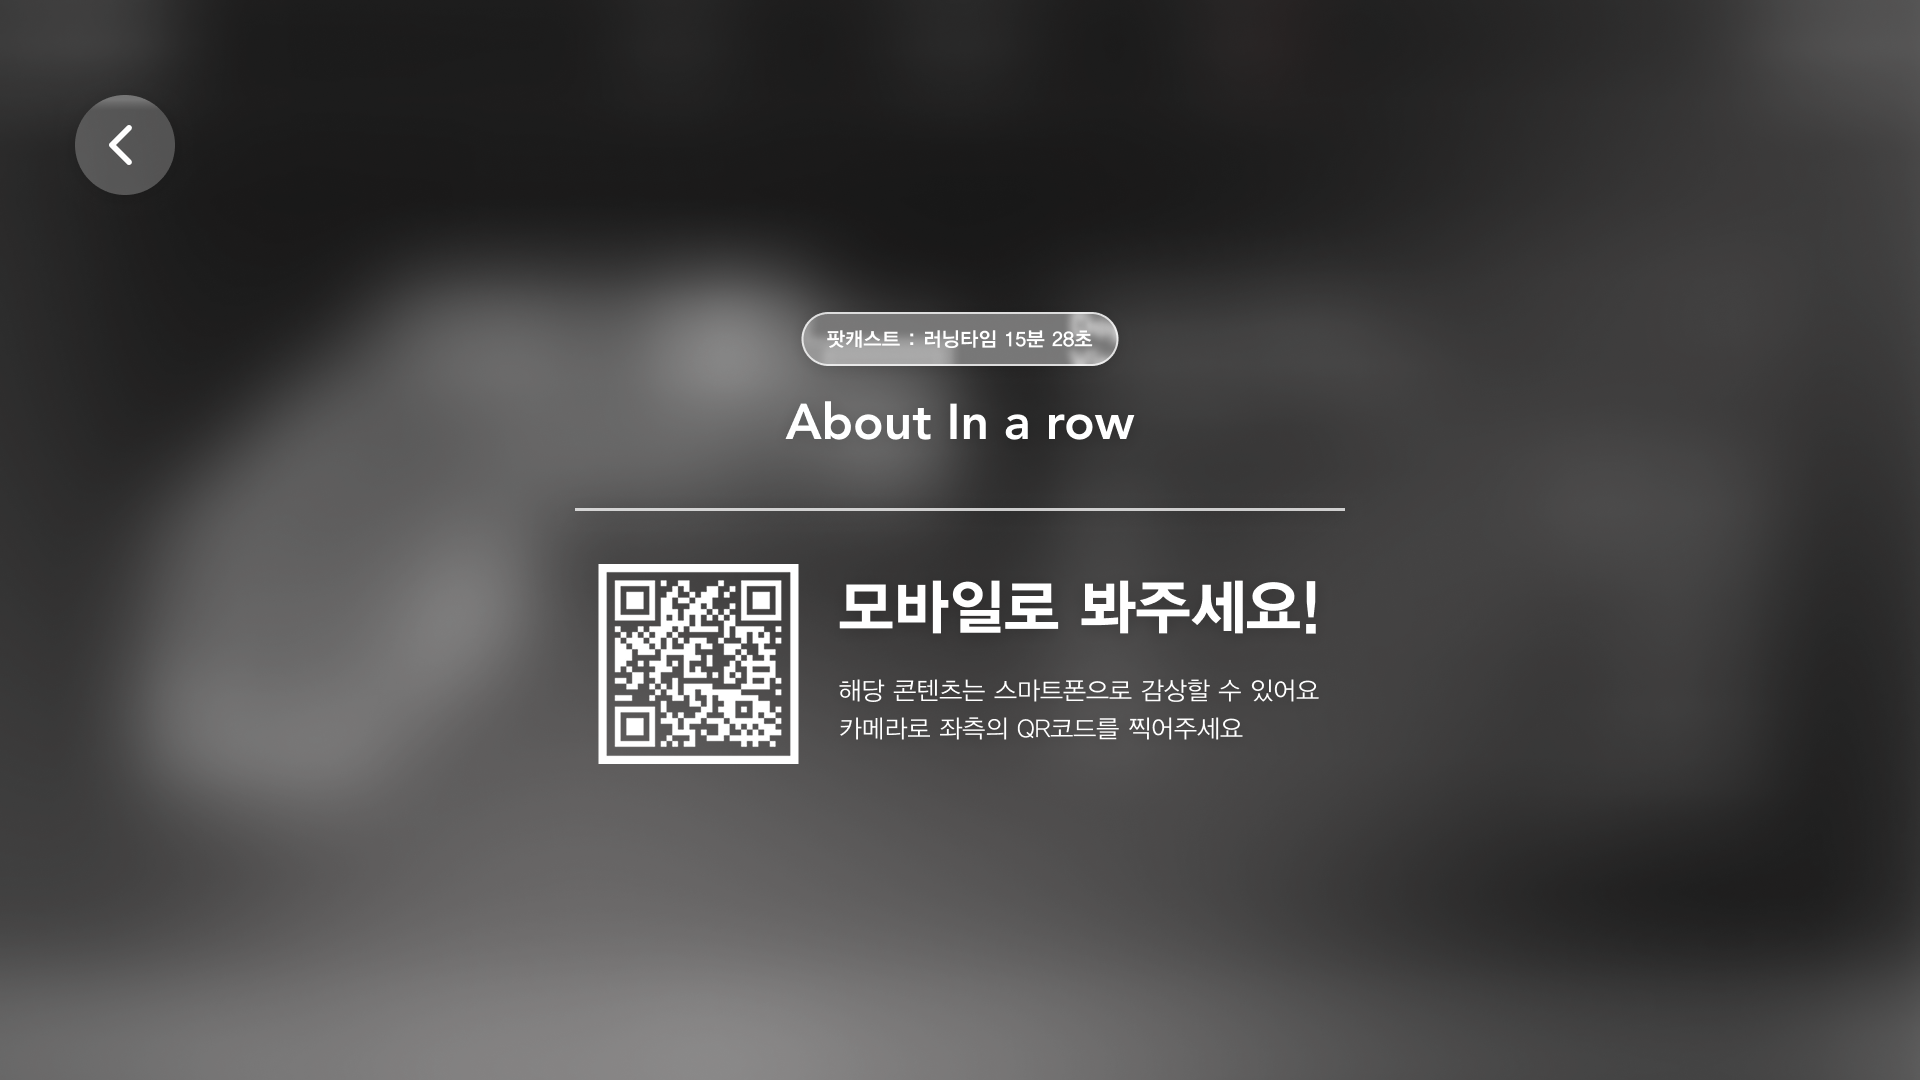 팟캐스트 : 러닝타임 15분 28초
About In a row
모바일로 봐주세요!
해당 콘텐츠는 스마트폰으로 감상할 수 있어요
카메라로 좌측의 QR코드를 찍어주세요